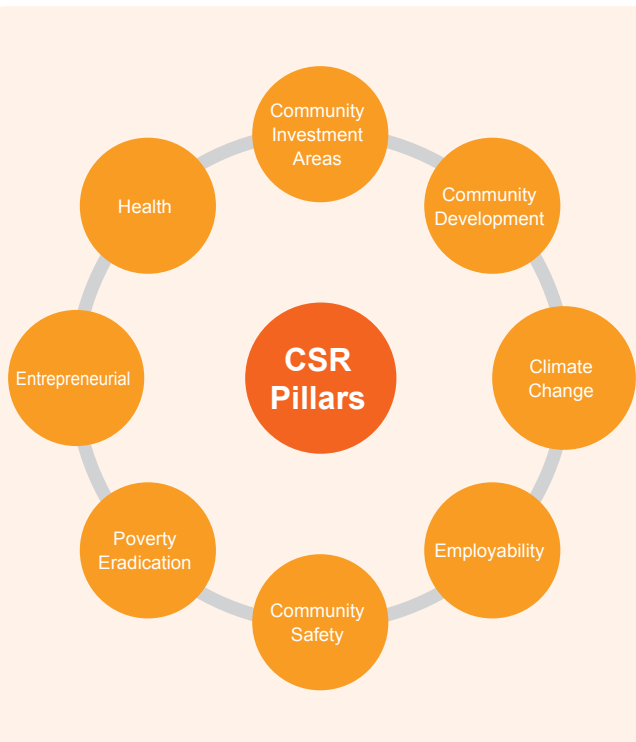 Community
Investment
Areas
Community
Development
Health
CSR
Pillars
Climate
Change
Entrepreneurial
Poverty
Eradication
Employability
Community
Safety